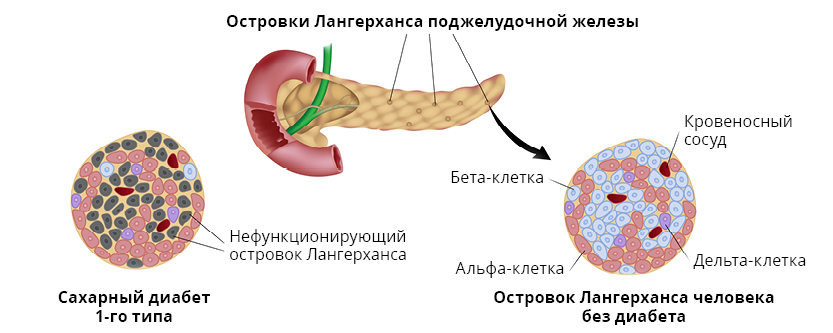 Островки Лангерханса поджелудочной железы
Кровеносный
сосуд
Бета-клетка
Нефункционирующий
островок Лангерханса
Альфа-клетка
Дельта-клетка
Сахарный диабет
1-го типа
Островок Лангерханса человека
без диабета